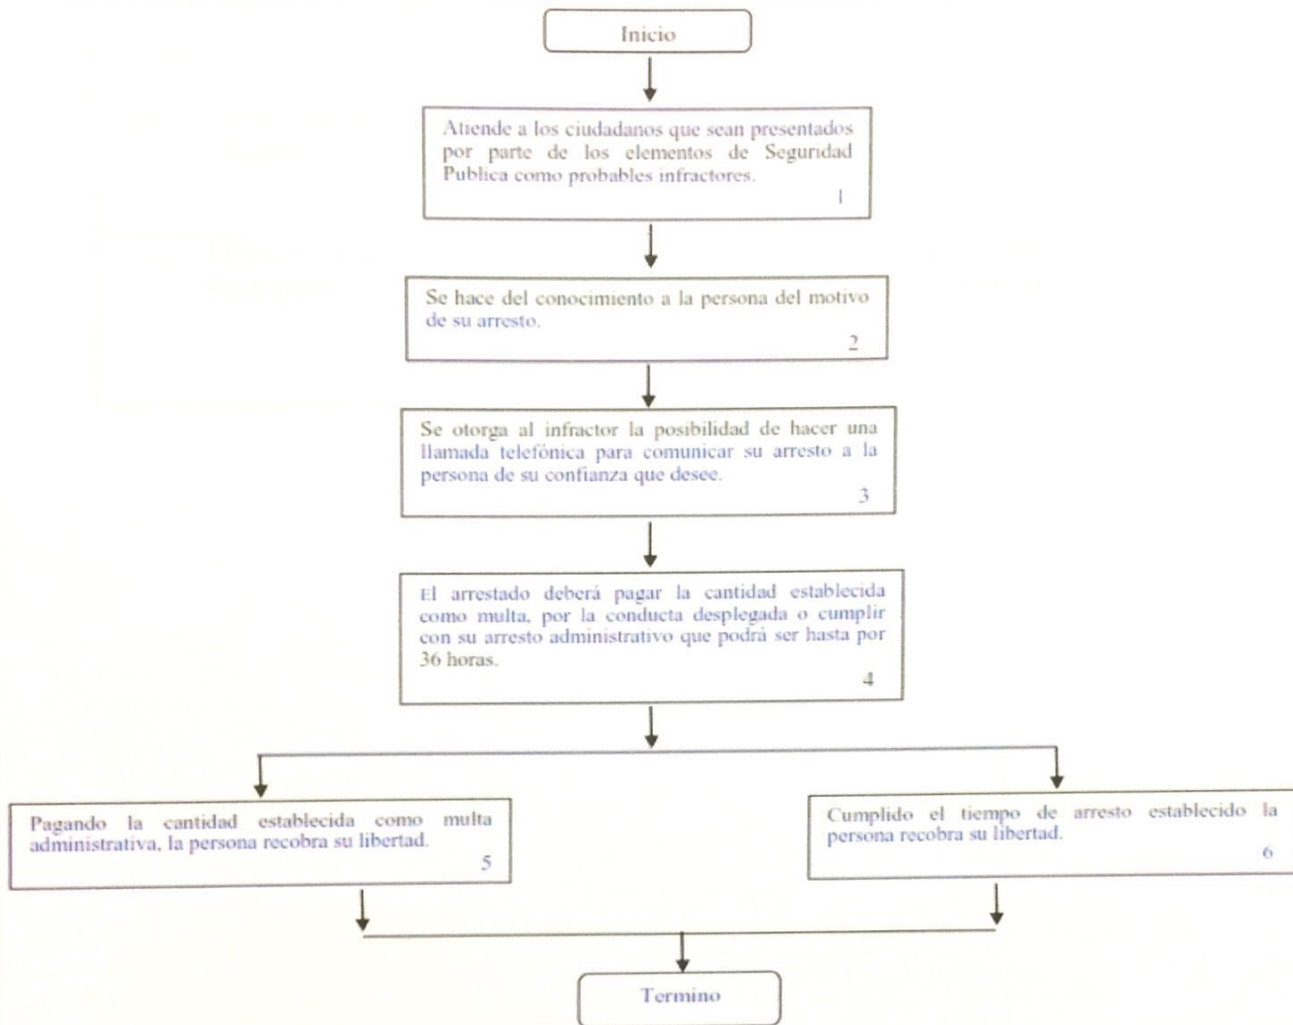 Inicio
Atiende a los ciudadanos que sean presentados
por parte de los elementos de Seguridad
Publica como probables infractores.
1
Se hace del conocimiento a la persona del motivo
de su arresto.
2
Se otorga al infractor la posibilidad de hacer una
llamada telefónica para comunicar su arresto a la
persona de su confianza que desee.
3
El arrestado deberá pagar la cantidad establecida
como multa, por la conducta desplegada o cumplir
con su arresto administrativo que podrá ser hasta por
36 horas.
4
Pagando la cantidad establecida como multa
administrativa, la persona recobra su libertad.
5
Cumplido el tiempo de arresto establecido la
persona recobra su libertad.
6
Termino